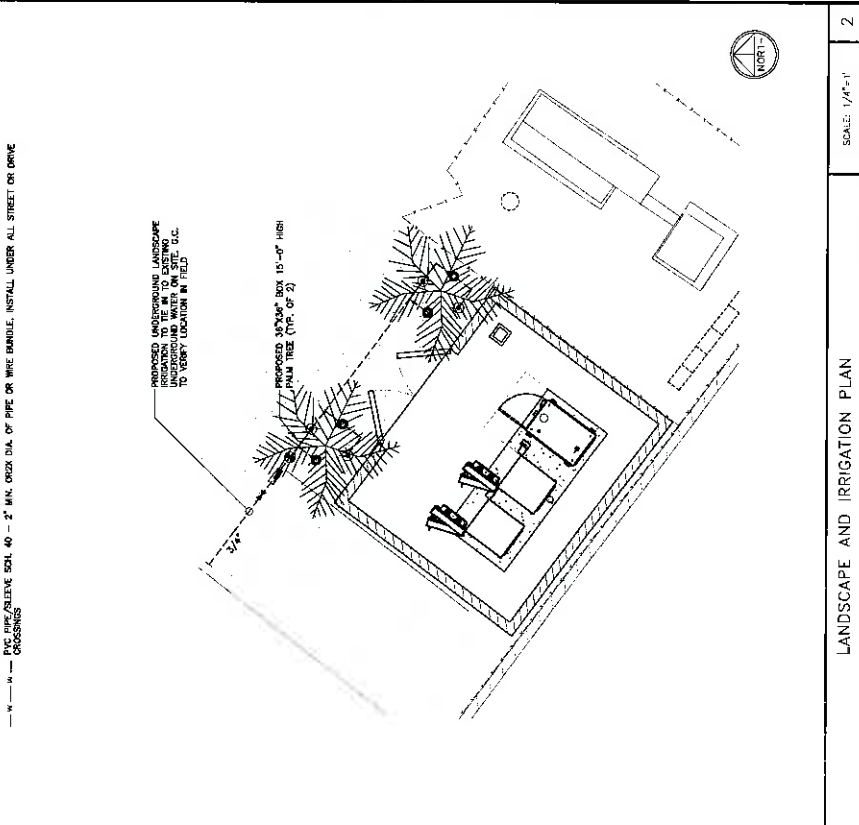 — W — W — PVC PIPE/SLEEVE SCH. 40 - 2" MIN. OR2X DIA. OF PIPE OR WIRE BUNDLE, INSTALL UNDER ALL STREET OR DRIVE
CROSSINGS
PROPOSED UNDERGROUND LANDSCAPE
IRRIGATION TO TIE IN TO EXISTING
UNDERGROUND WATER ON SITE. G.C.
TO VERIFY LOCATION IN FIELD
PROPOSED 36"X36" BOX 15'-0" HIGH
PALM TREE (TYP. OF 2)
3/4"
NORT-
LANDSCAPE AND IRRIGATION PLAN
SCALE: 1/4"=1'
2